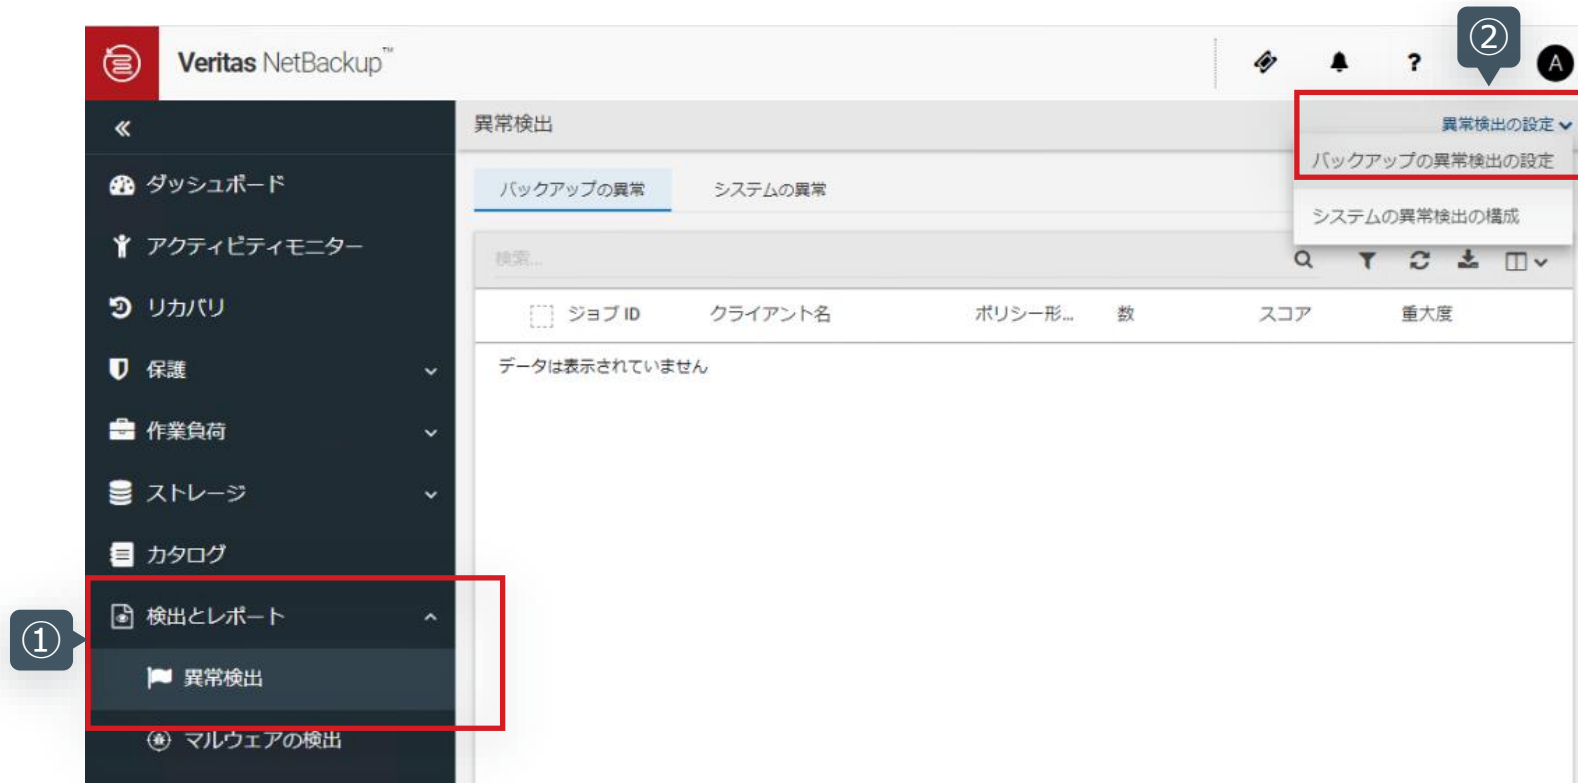 ②
Veritas NetBackup™
?
A
«
異常検出
異常検出の設定
バックアップの異常検出の設定
システムの異常検出の構成
ダッシュボード
アクティビティモニター
リカバリ
保護
作業負荷
ストレージ
カタログ
①
検出とレポート
異常検出
マルウェアの検出
バックアップの異常
システムの異常
検索...
ジョブ ID
クライアント名
ポリシー形...
数
スコア
重大度
データは表示されていません